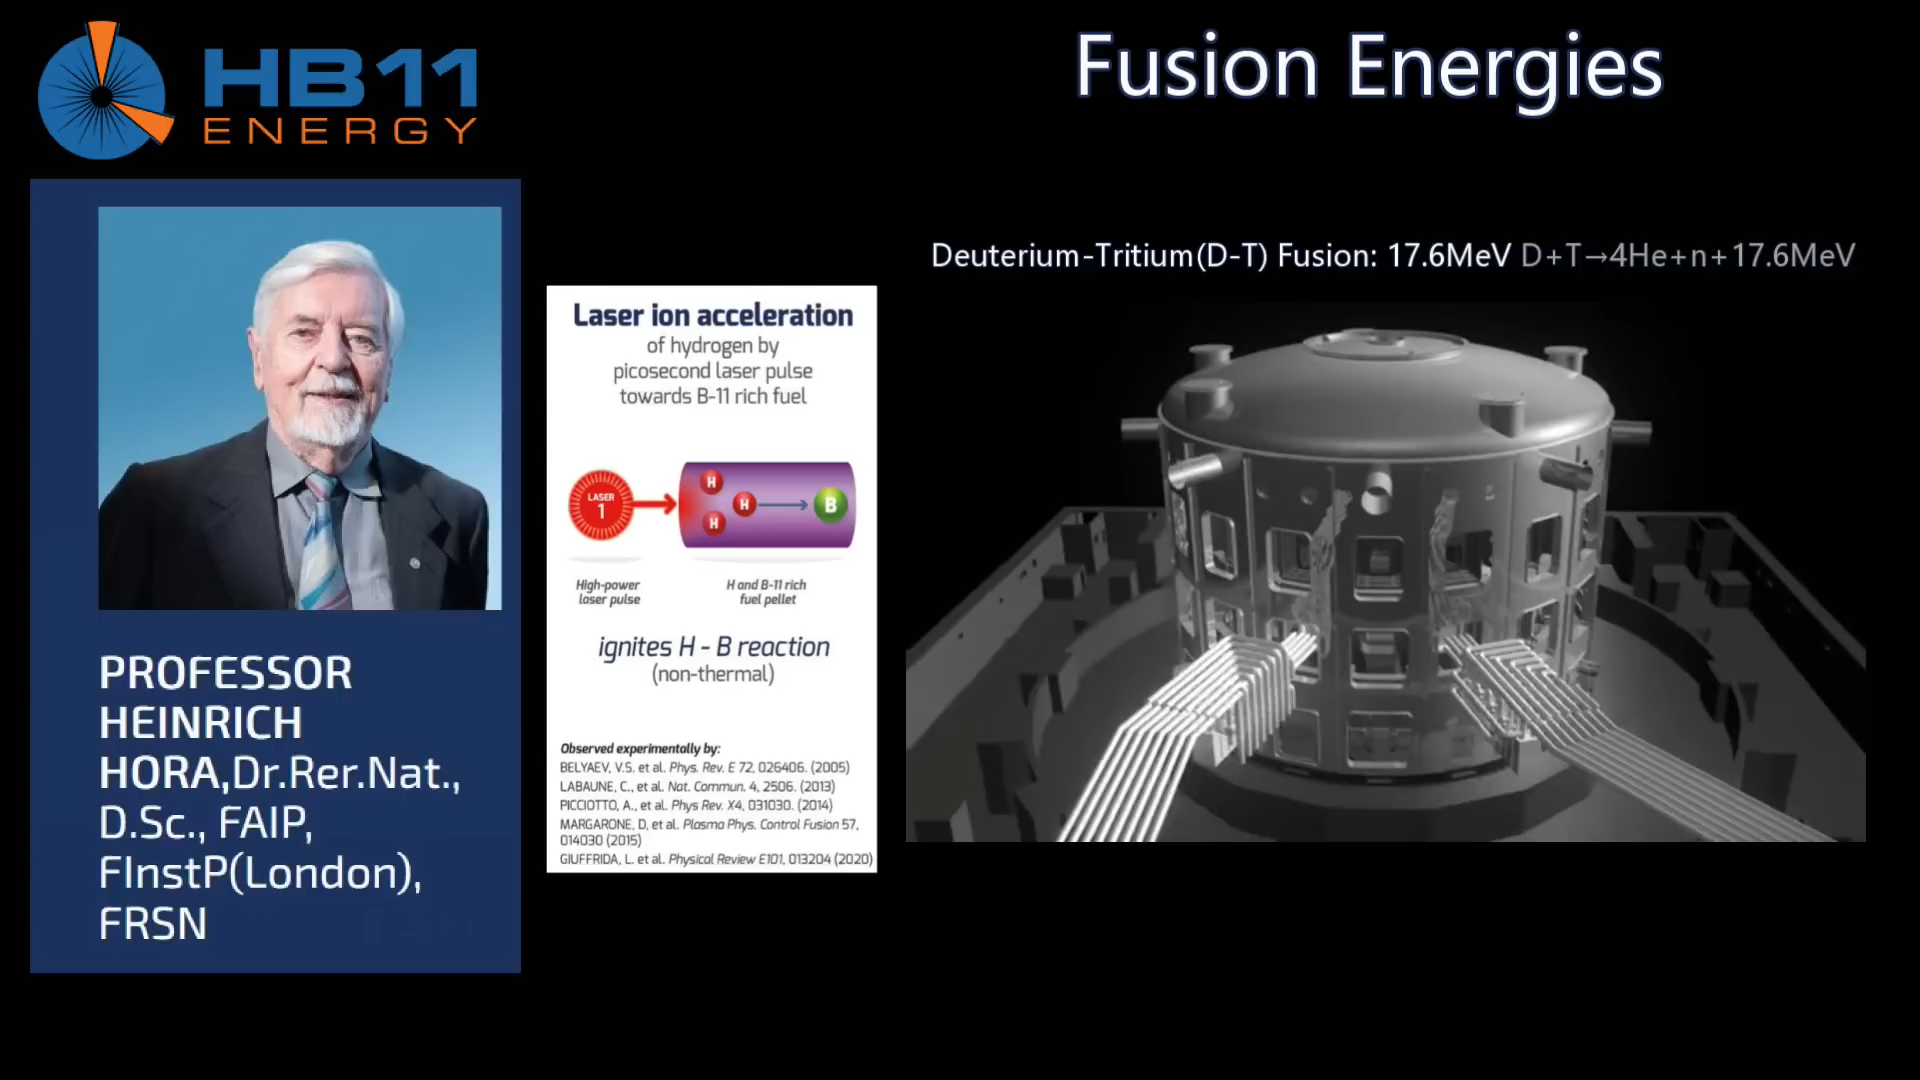 HB11
ENERGY
Fusion Energies
PROFESSOR
HEINRICH
HORA,Dr.Rer.Nat.,
D.Sc., FAIP,
FInstP(London),
FRSN
Laser ion acceleration
of hydrogen by
picosecond laser pulse
towards B-11 rich fuel
LASER
1
H
H
H
B
High-power
laser pulse
H and B-11 rich
fuel pellet
ignites H - B reaction
(non-thermal)
Observed experimentally by:
BELYAEV, V.S. et al. Phys. Rev. E 72, 026406. (2005)
LABAUNE, C., et al. Nat. Commun. 4, 2506. (2013)
PICCIOTTO, A., et al. Phys Rev. X4, 031030. (2014)
MARGARONE, D, et al. Plasma Phys. Control Fusion 57,
014030 (2015)
GIUFFRIDA, L. et al. Physical Review E101, 013204 (2020)
Deuterium-Tritium(D-T) Fusion: 17.6MeV D+T→4He+n+17.6MeV